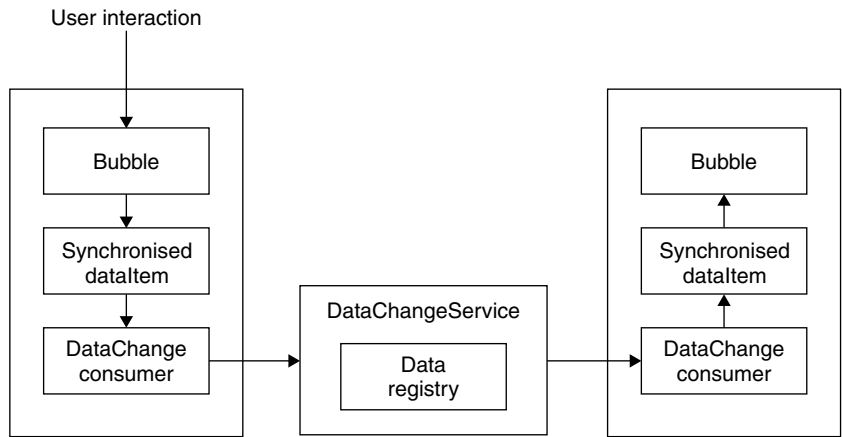 User interaction
Bubble
Synchronised
dataItem
DataChange
consumer
DataChangeService
Data
registry
Bubble
Synchronised
dataItem
DataChange
consumer